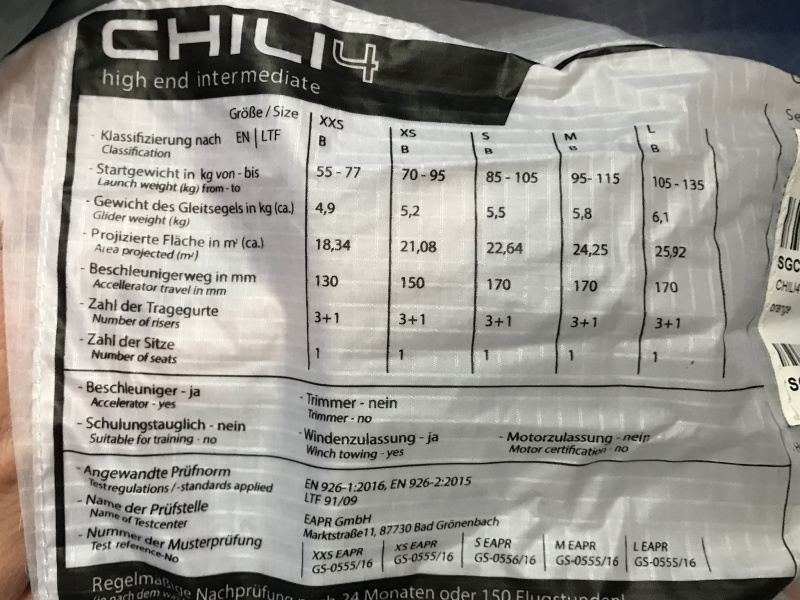 CHILI4
high end intermediate
Größe / Size XXS XS S M L
- Klassifizierung nach EN | LTF B B B B B
Classification
- Startgewicht in kg von - bis 55 - 77 70 - 95 85 - 105 95- 115 105 - 135
Launch weight (kg) from - to
- Gewicht des Gleitsegels in kg (ca.) 4,9 5,2 5,5 5,8 6,1
Glider weight (kg)
- Projizierte Fläche in m² (ca.) 18,34 21,08 22,64 24,25 25,92
Area projected (m²)
- Beschleunigerweg in mm 130 150 170 170 170
Accellerator travel in mm
- Zahl der Tragegurte 3+1 3+1 3+1 3+1 3+1
Number of risers
- Zahl der Sitze 1 1 1 1 1
Number of seats
- Beschleuniger - ja - Trimmer - nein
Accelerator - yes Trimmer - no
- Schulungstauglich - nein - Windenzulassung - ja - Motorzulassung - nein
Suitable for training - no Winch towing - yes Motor certification - no
- Angewandte Prüfnorm EN 926-1:2016, EN 926-2:2015
Testregulations /-standards applied LTF 91/09
- Name der Prüfstelle EAPR GmbH
Name of Testcenter Marktstraße11, 87730 Bad Grönenbach
- Nummer der Musterprüfung XXS EAPR XS EAPR S EAPR M EAPR L EAPR
Test reference-No GS-0555/16 GS-0555/16 GS-0556/16 GS-0555/16 GS-0555/16
Nachprüfung 24 Monaten oder 150 Flugstunden!
SGC
CHILI4
orange